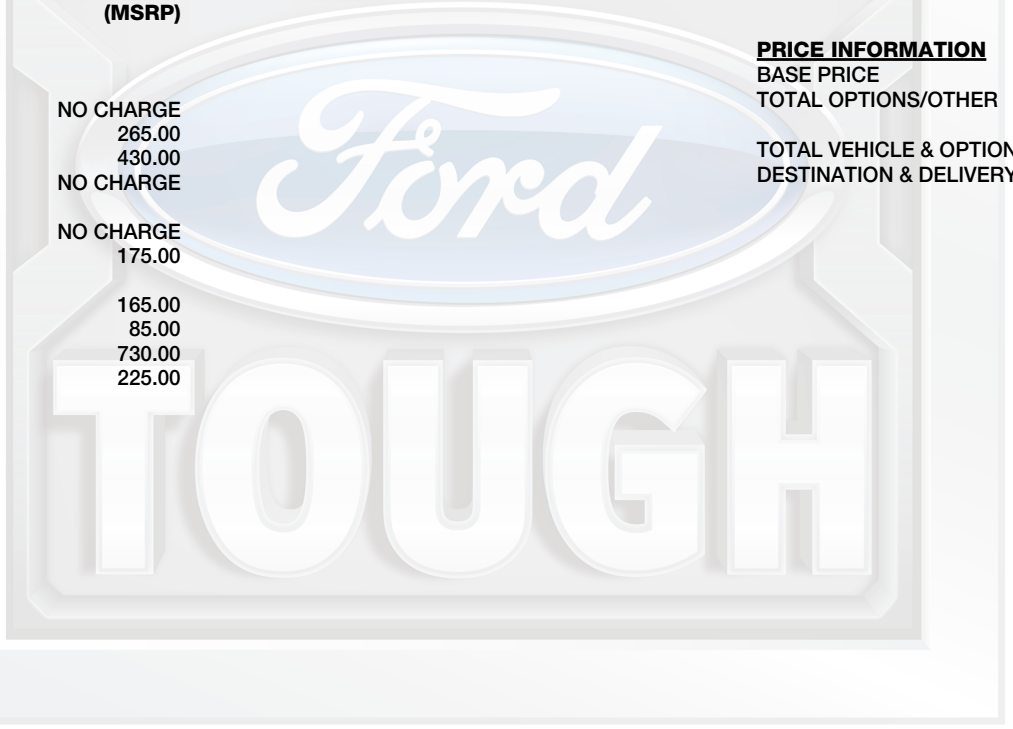 (MSRP)
NO CHARGE
265.00
430.00
NO CHARGE
NO CHARGE
175.00
165.00
85.00
730.00
225.00
PRICE INFORMATION
BASE PRICE
TOTAL OPTIONS/OTHER
TOTAL VEHICLE & OPTION
DESTINATION & DELIVERY
Ford
TOUGH